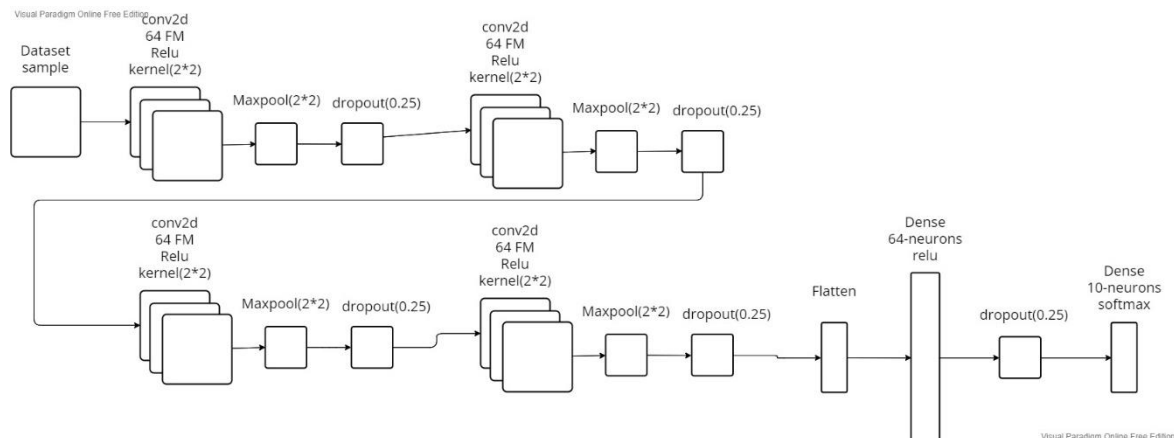 Visual Paradigm Online Free Edition
Dataset
sample
conv2d
64 FM
Relu
kernel(2*2)
Maxpool(2*2)
dropout(0.25)
conv2d
64 FM
Relu
kernel(2*2)
Maxpool(2*2)
dropout(0.25)
conv2d
64 FM
Relu
kernel(2*2)
Maxpool(2*2)
dropout(0.25)
conv2d
64 FM
Relu
kernel(2*2)
Maxpool(2*2)
dropout(0.25)
Flatten
Dense
64-neurons
relu
dropout(0.25)
Dense
10-neurons
softmax
Visual Paradigm Online Free Edition